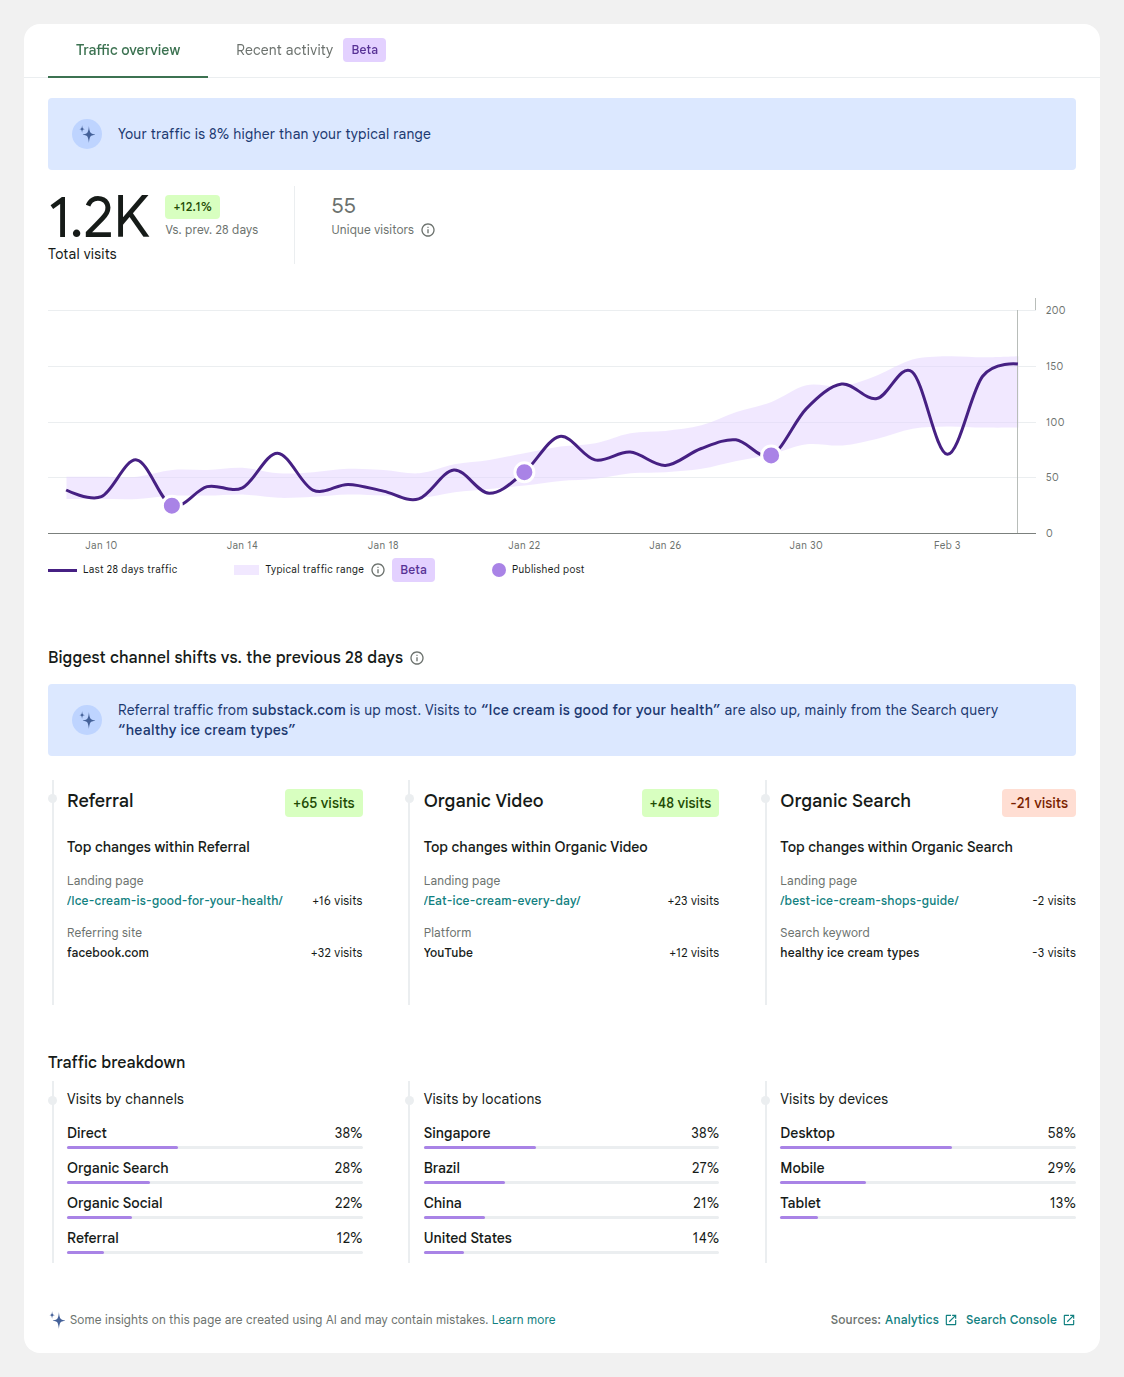 Traffic overview
Recent activity Beta
Your traffic is 8% higher than your typical range
1.2K
+12.1%
Vs. prev. 28 days
Total visits
55
Unique visitors
200
150
100
50
0
Jan 10 Jan 14 Jan 18 Jan 22 Jan 26 Jan 30 Feb 3
Last 28 days traffic Typical traffic range Beta Published post
Biggest channel shifts vs. the previous 28 days
Referral traffic from substack.com is up most. Visits to “Ice cream is good for your health” are also up, mainly from the Search query
“healthy ice cream types”
Referral +65 visits
Top changes within Referral
Landing page
/Ice-cream-is-good-for-your-health/ +16 visits
Referring site
facebook.com +32 visits
Organic Video +48 visits
Top changes within Organic Video
Landing page
/Eat-ice-cream-every-day/ +23 visits
Platform
YouTube +12 visits
Organic Search -21 visits
Top changes within Organic Search
Landing page
/best-ice-cream-shops-guide/ -2 visits
Search keyword
healthy ice cream types -3 visits
Traffic breakdown
Visits by channels
Direct 38%
Organic Search 28%
Organic Social 22%
Referral 12%
Visits by locations
Singapore 38%
Brazil 27%
China 21%
United States 14%
Visits by devices
Desktop 58%
Mobile 29%
Tablet 13%
Some insights on this page are created using AI and may contain mistakes. Learn more
Sources: Analytics Search Console